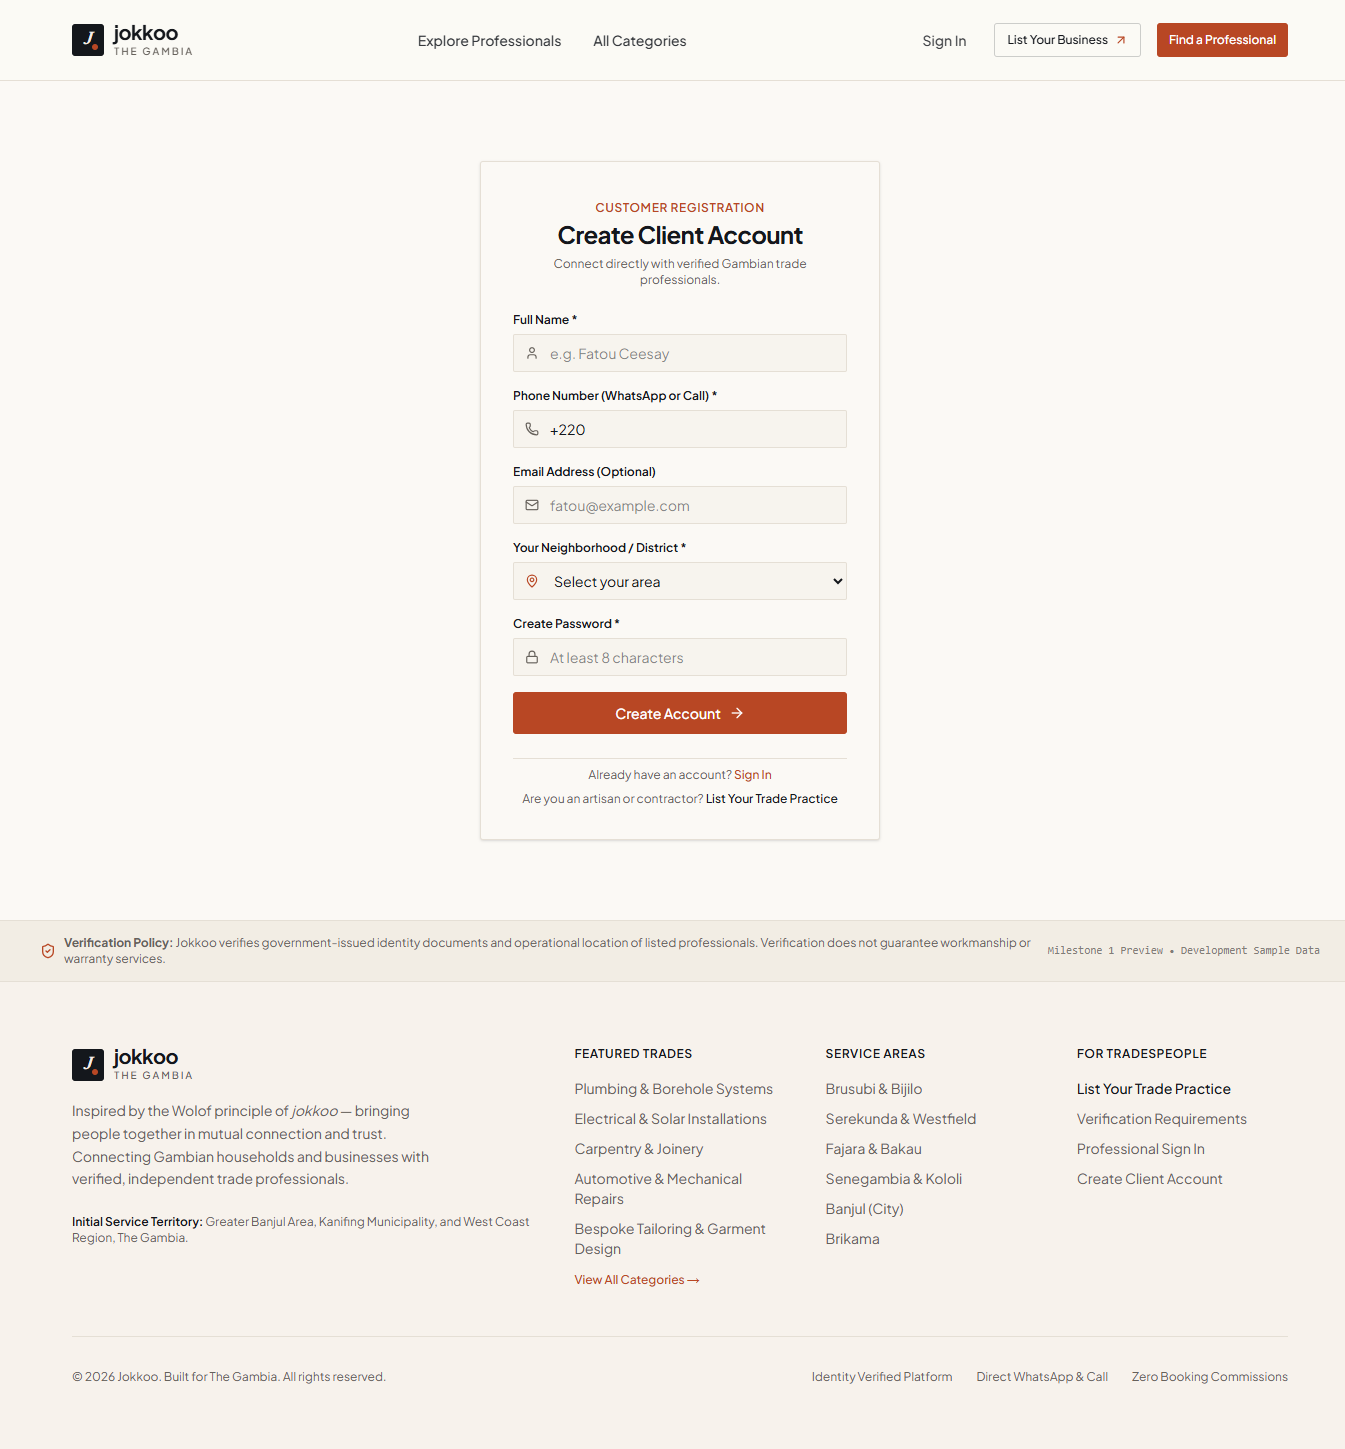 J jokkoo
THE GAMBIA
Explore Professionals
All Categories
Sign In
List Your Business
Find a Professional
CUSTOMER REGISTRATION
Create Client Account
Connect directly with verified Gambian trade
professionals.
Full Name *
e.g. Fatou Ceesay
Phone Number (WhatsApp or Call) *
+220
Email Address (Optional)
fatou@example.com
Your Neighborhood / District *
Select your area
Create Password *
At least 8 characters
Create Account →
Already have an account? Sign In
Are you an artisan or contractor? List Your Trade Practice
Verification Policy: Jokkoo verifies government-issued identity documents and operational location of listed professionals. Verification does not guarantee workmanship or
warranty services.
Milestone 1 Preview • Development Sample Data
J jokkoo
THE GAMBIA
Inspired by the Wolof principle of jokkoo — bringing
people together in mutual connection and trust.
Connecting Gambian households and businesses with
verified, independent trade professionals.
Initial Service Territory: Greater Banjul Area, Kanifing Municipality, and West Coast
Region, The Gambia.
FEATURED TRADES
Plumbing & Borehole Systems
Electrical & Solar Installations
Carpentry & Joinery
Automotive & Mechanical
Repairs
Bespoke Tailoring & Garment
Design
View All Categories →
SERVICE AREAS
Brusubi & Bijilo
Serekunda & Westfield
Fajara & Bakau
Senegambia & Kololi
Banjul (City)
Brikama
FOR TRADESPEOPLE
List Your Trade Practice
Verification Requirements
Professional Sign In
Create Client Account
© 2026 Jokkoo. Built for The Gambia. All rights reserved.
Identity Verified Platform
Direct WhatsApp & Call
Zero Booking Commissions